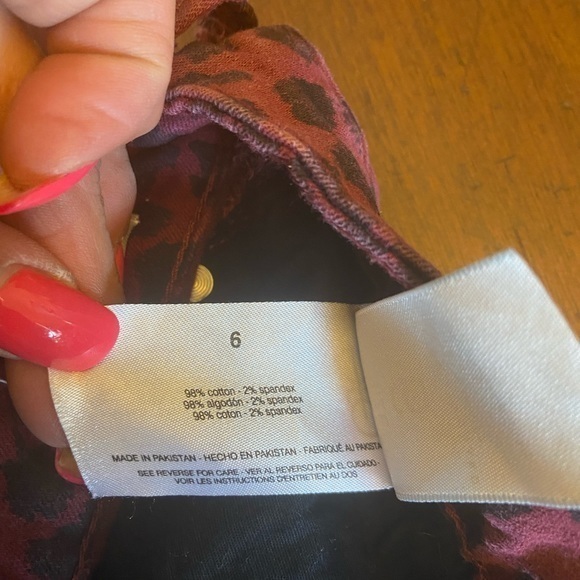 6
98% cotton - 2% spandex
98% algodón - 2% spandex
98% coton - 2% spandex
MADE IN PAKISTAN - HECHO EN PAKISTAN - FABRIQUÉ AU PAKISTA
SEE REVERSE FOR CARE - VER AL REVERSO PARA EL CUIDADO -
VOIR LES INSTRUCTIONS D'ENTRETIEN AU DOS